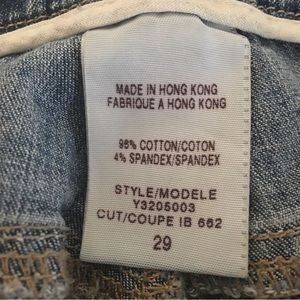 MADE IN HONG KONG
FABRIQUE A HONG KONG
96% COTTON/COTON
4% SPANDEX/SPANDEX
STYLE/MODELE
Y3205003
CUT/COUPE IB 662
29